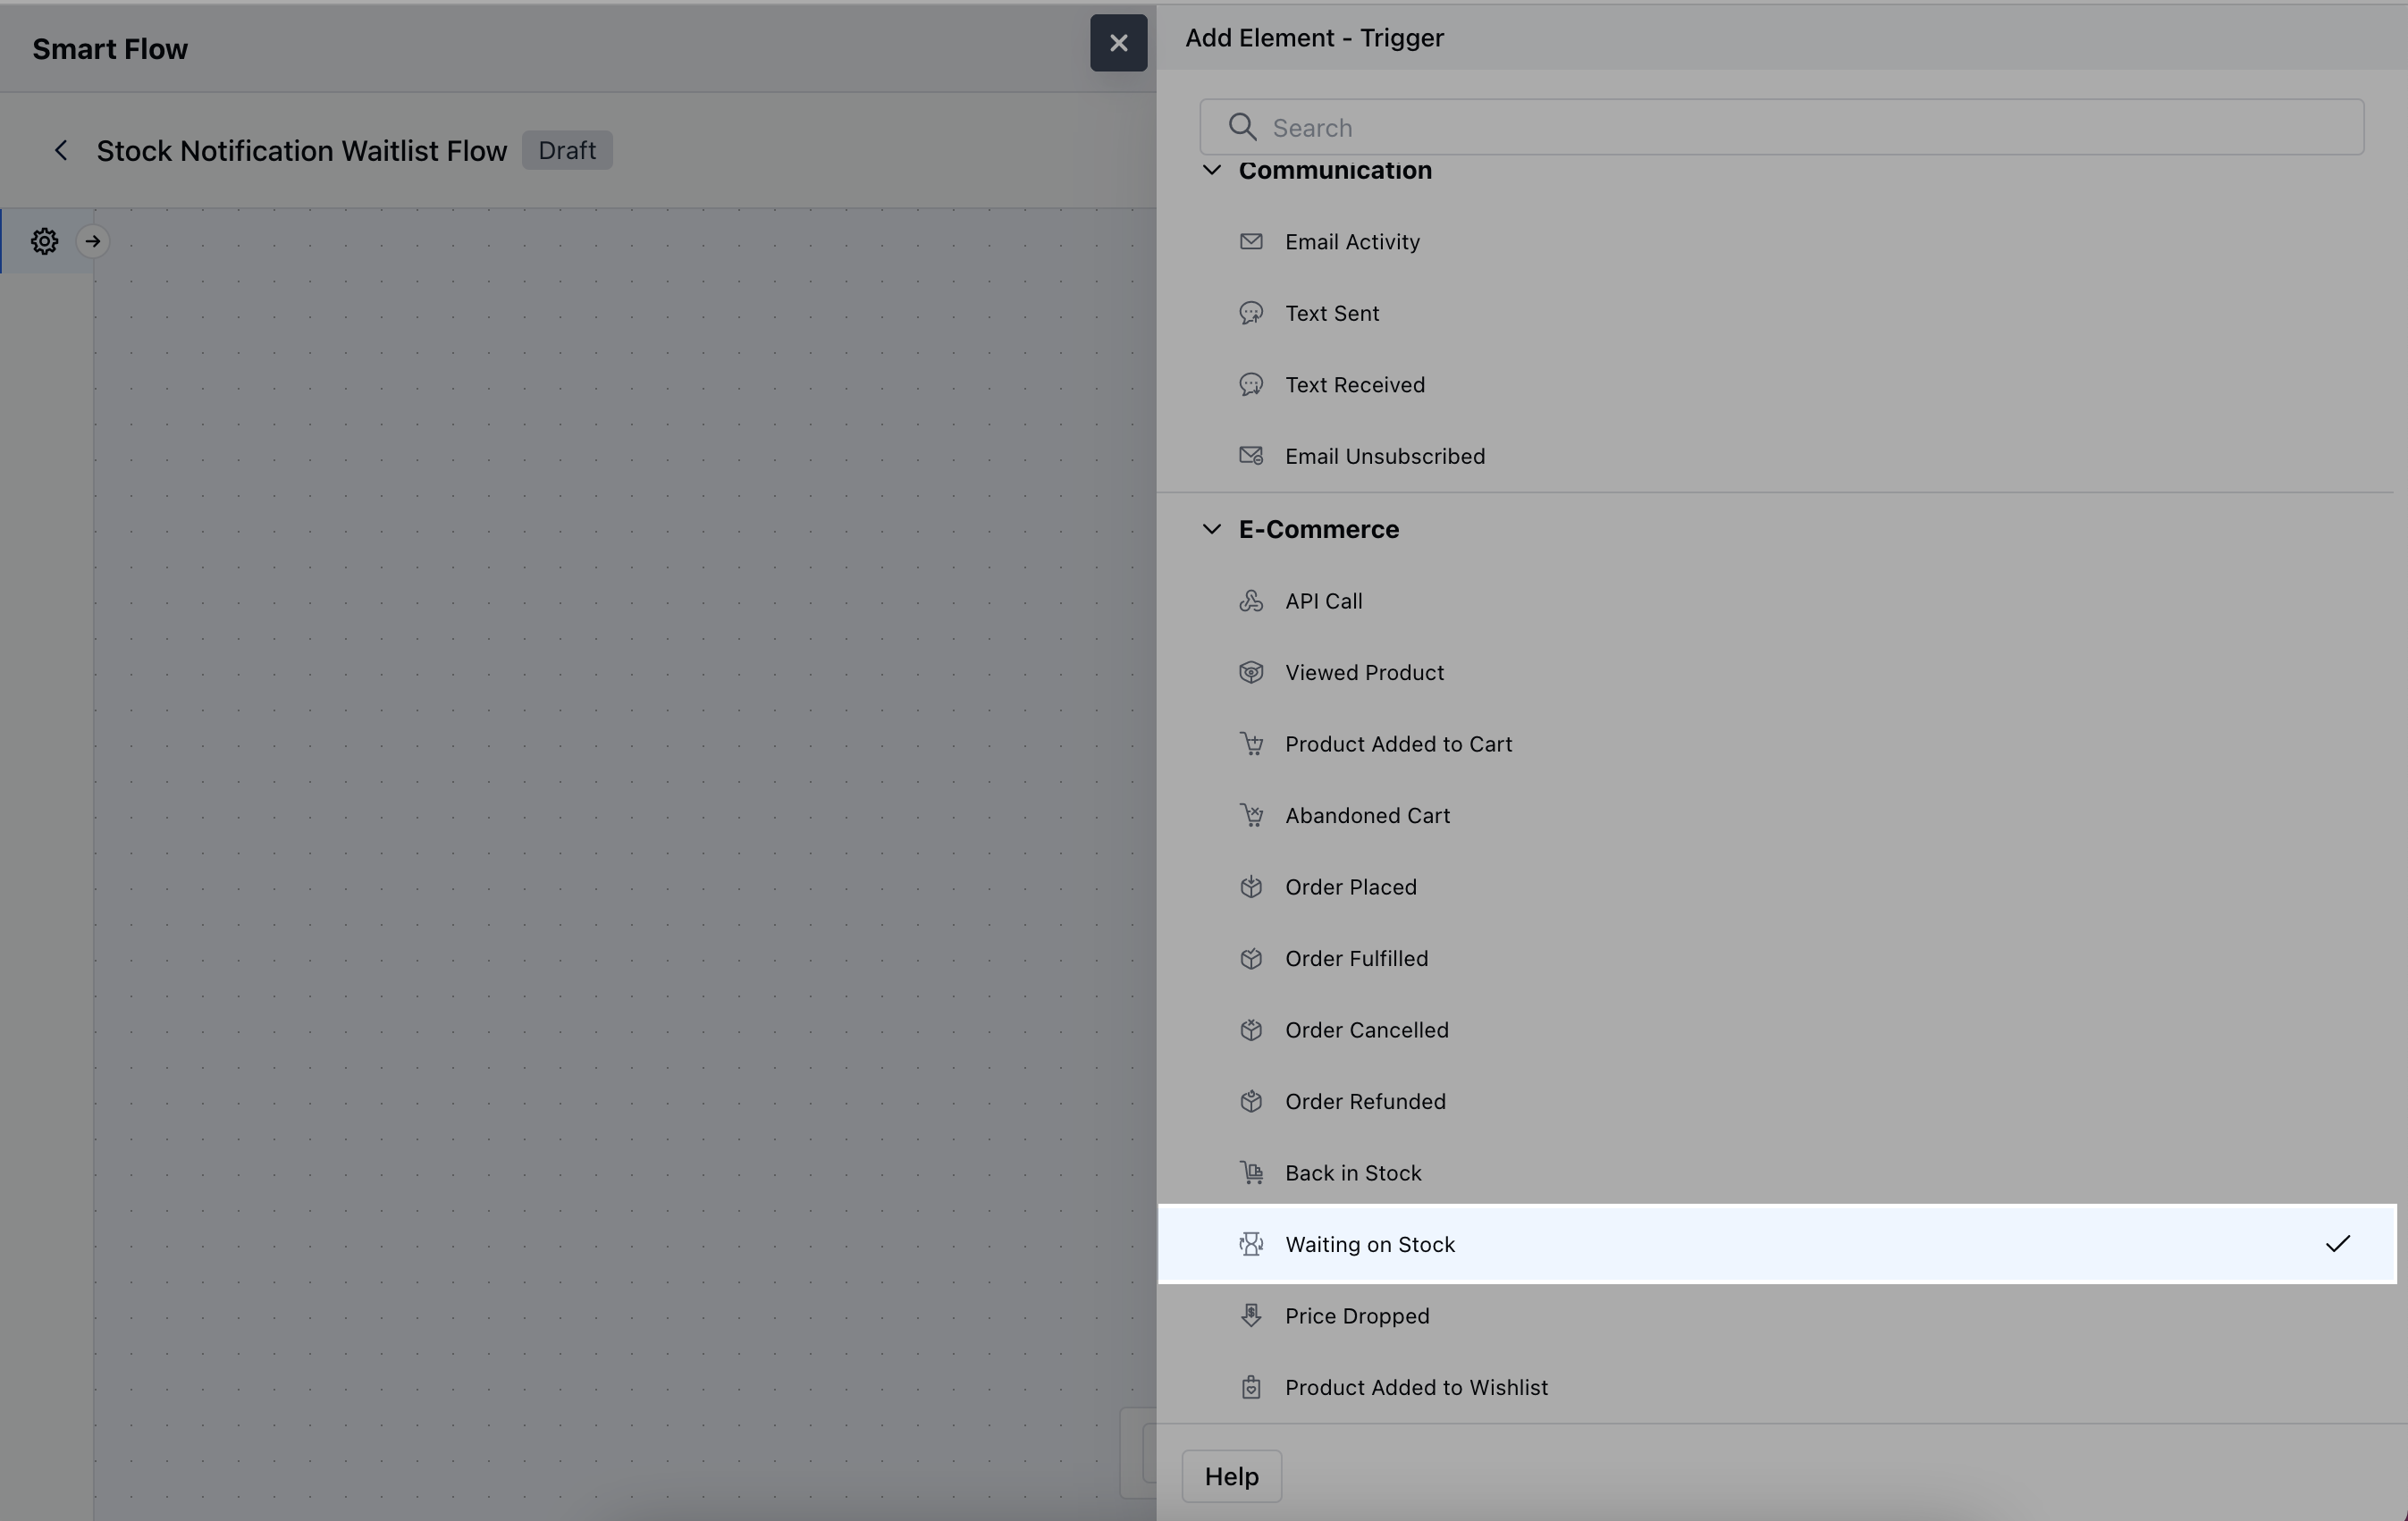 Smart Flow
Stock Notification Waitlist Flow
Draft
Add Element - Trigger
Search
Communication
Email Activity
Text Sent
Text Received
Email Unsubscribed
E-Commerce
API Call
Viewed Product
Product Added to Cart
Abandoned Cart
Order Placed
Order Fulfilled
Order Cancelled
Order Refunded
Back in Stock
Waiting on Stock
Price Dropped
Product Added to Wishlist
Help